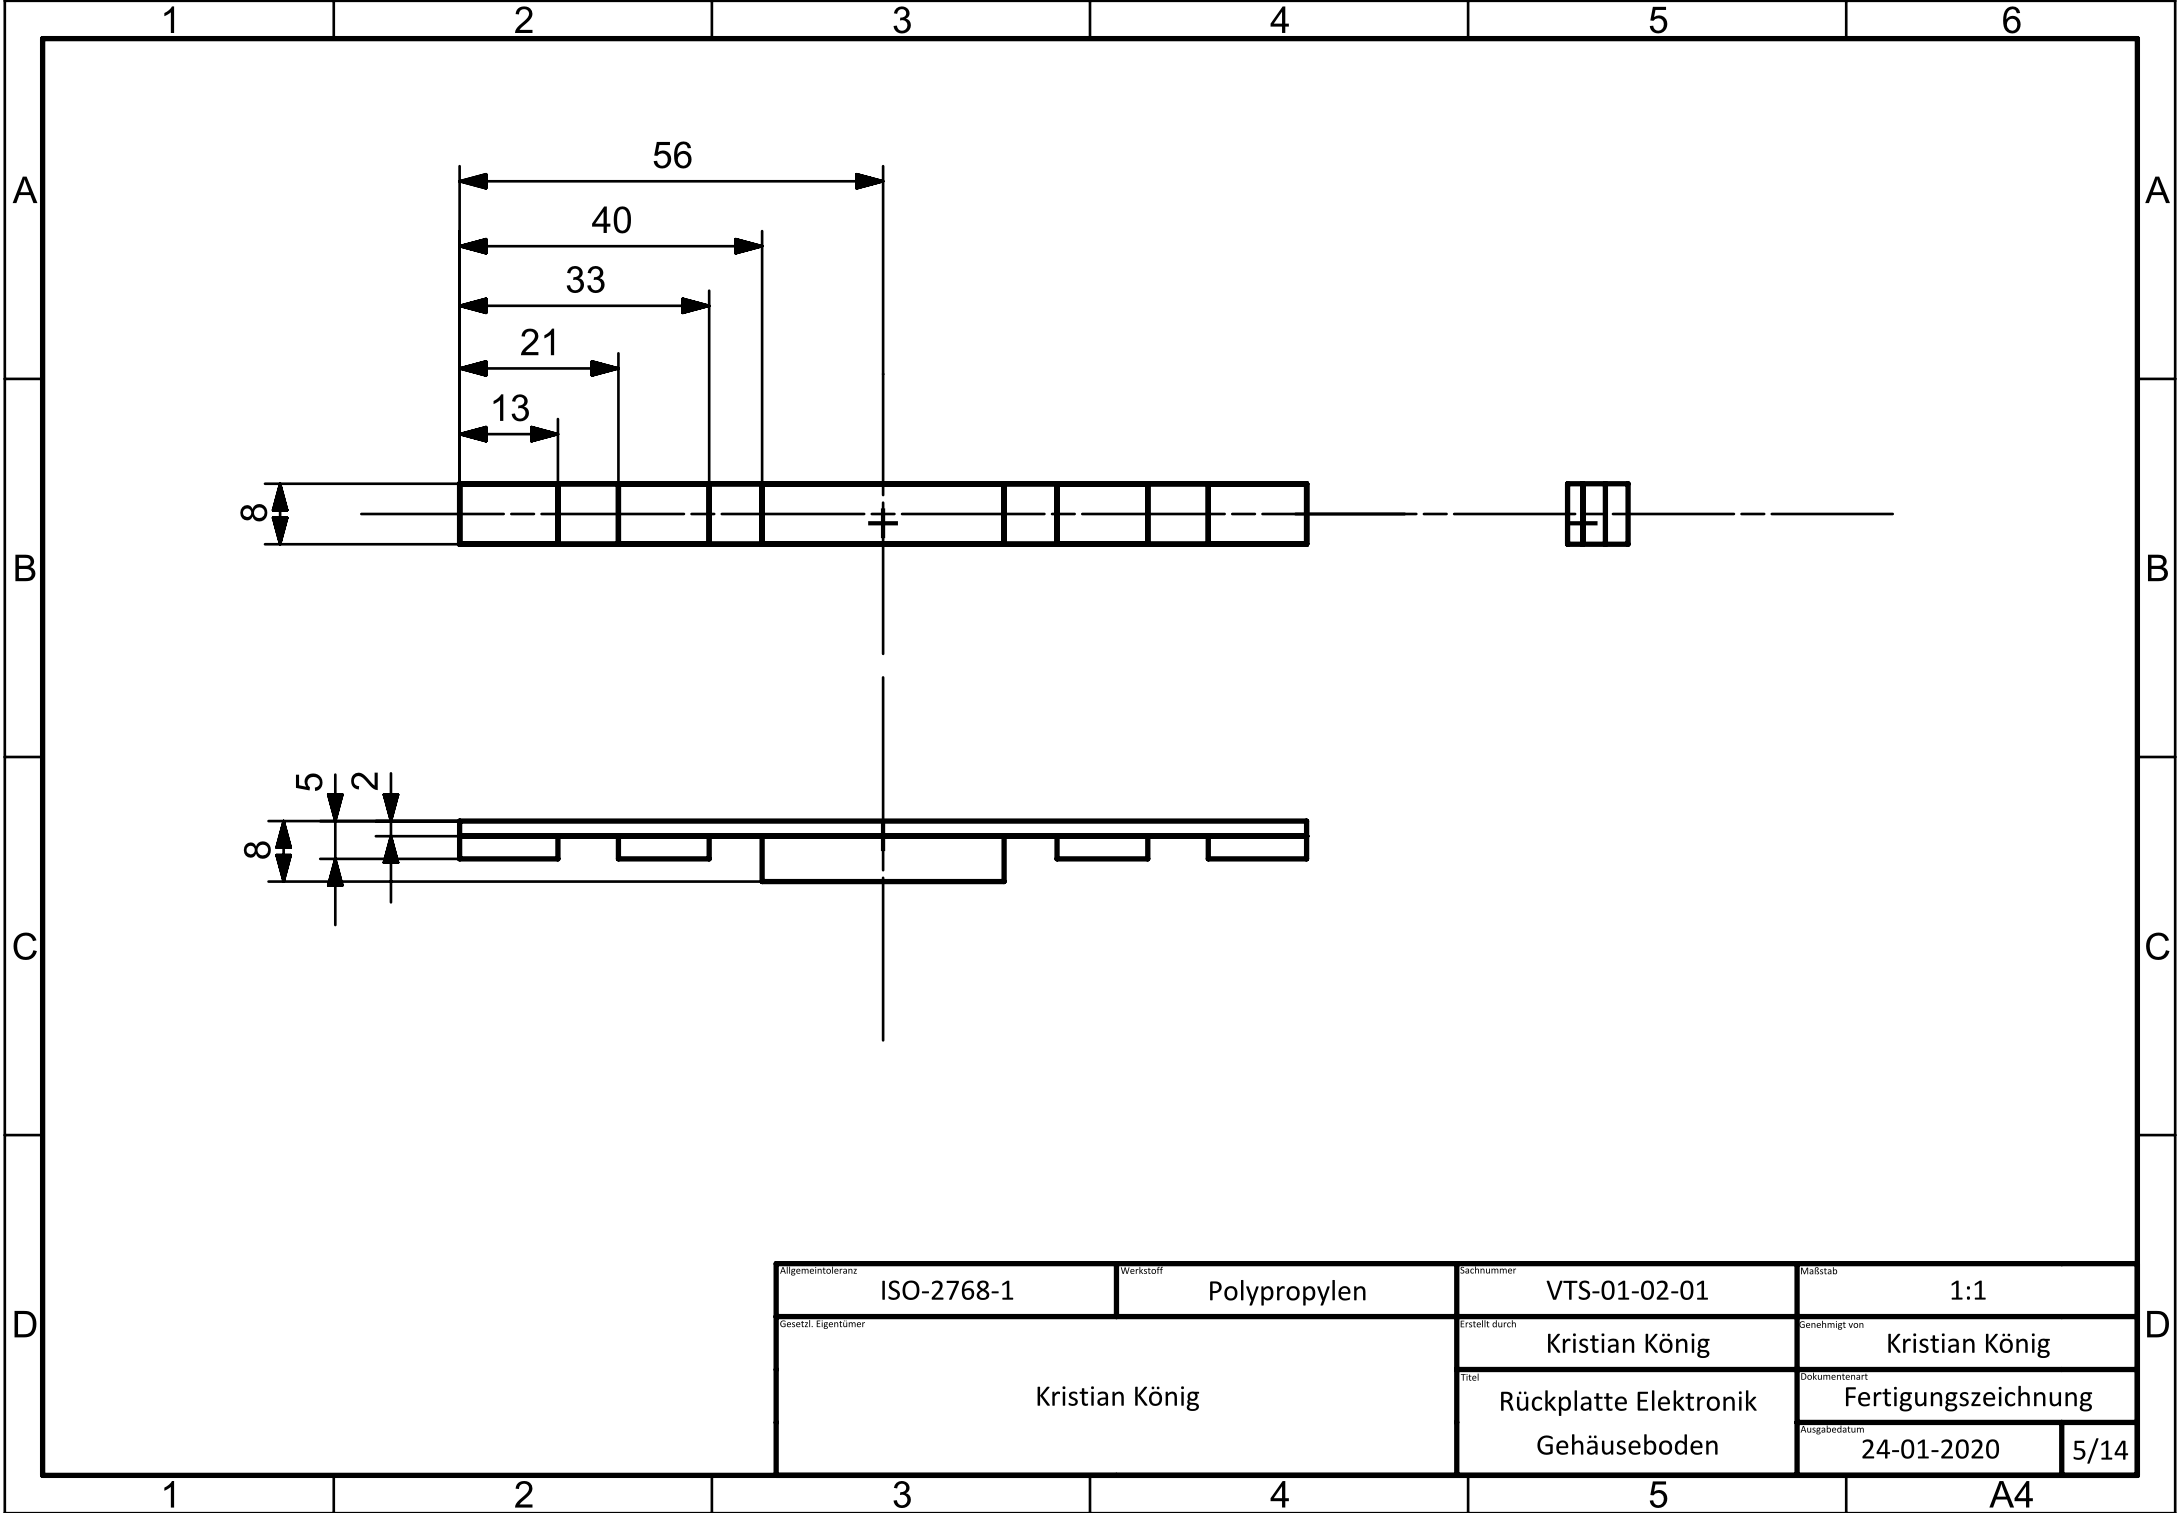 1 2 3 4 5 6
A A
56
40
33
21
13
8
B B
5 2
8
C C
Allgemeintoleranz
ISO-2768-1
Werkstoff
Polypropylen
Sachnummer
VTS-01-02-01
Maßstab
1:1
D D
Gesetzl. Eigentümer
Kristian König
Erstellt durch
Kristian König
Genehmigt von
Kristian König
Titel
Rückplatte Elektronik
Gehäuseboden
Dokumentenart
Fertigungszeichnung
Ausgabedatum
24-01-2020
5/14
1 2 3 4 5 A4